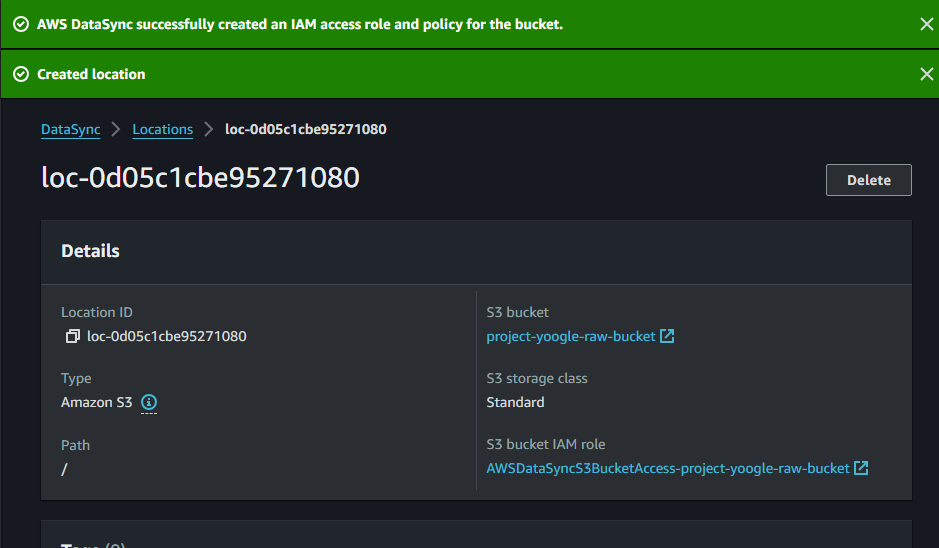 AWS DataSync successfully created an IAM access role and policy for the bucket.
Created location
DataSync > Locations > loc-0d05c1cbe95271080
loc-0d05c1cbe95271080
Delete
Details
Location ID
loc-0d05c1cbe95271080
Type
Amazon S3
Path
/
S3 bucket
project-yoogle-raw-bucket
S3 storage class
Standard
S3 bucket IAM role
AWSDataSyncS3BucketAccess-project-yoogle-raw-bucket
Tags (0)